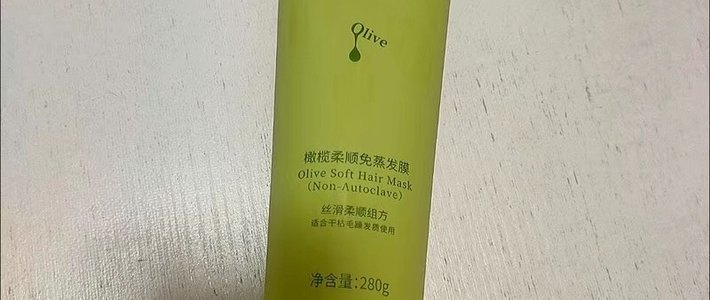 Olive
橄榄柔顺免蒸发膜
Olive Soft Hair Mask
(Non-Autoclave)
丝滑柔顺组方
适合干枯毛躁发质使用
净含量:280g